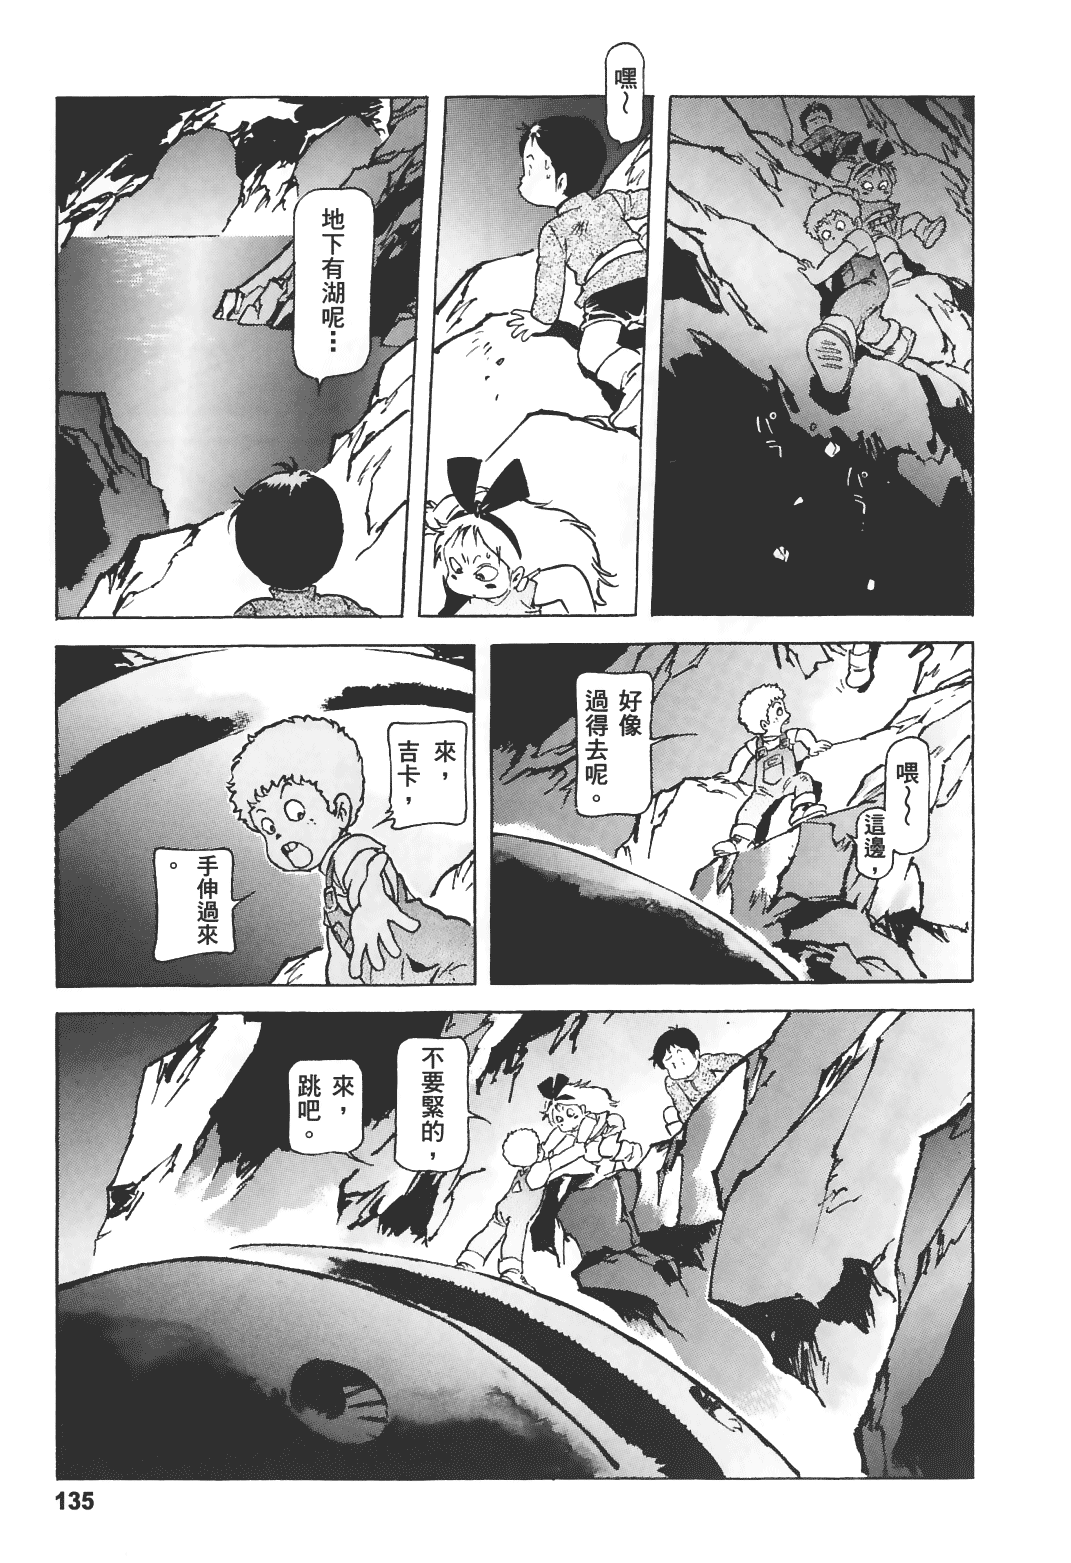 パラ
パラ
嘿～
地下有湖呢…
喂～
這邊，
好像
過得去呢。
來，
吉卡，
手伸過來
。
不要緊的，
來，
跳吧。
135